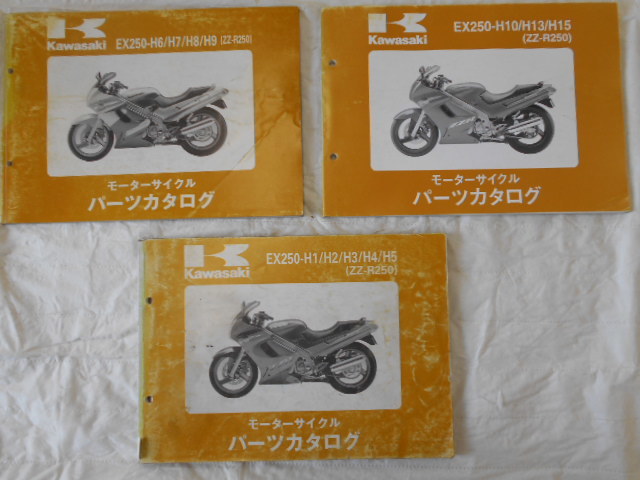 Kawasaki
EX250-H6/H7/H8/H9 (ZZ-R250)
モーターサイクル
パーツカタログ
Kawasaki
EX250-H10/H13/H15
(ZZ-R250)
モーターサイクル
パーツカタログ
Kawasaki
EX250-H1/H2/H3/H4/H5
(ZZ-R250)
モーターサイクル
パーツカタログ